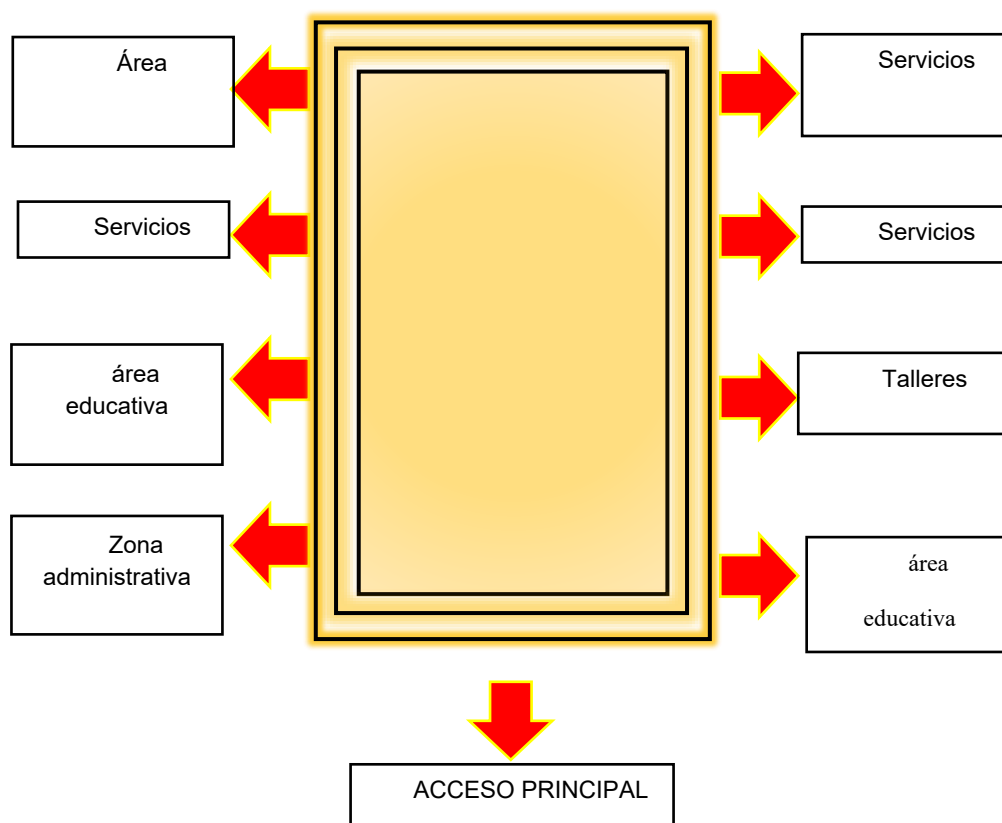 Área
Servicios
área
educativa
Zona
administrativa
Servicios
Servicios
Talleres
área
educativa
ACCESO PRINCIPAL